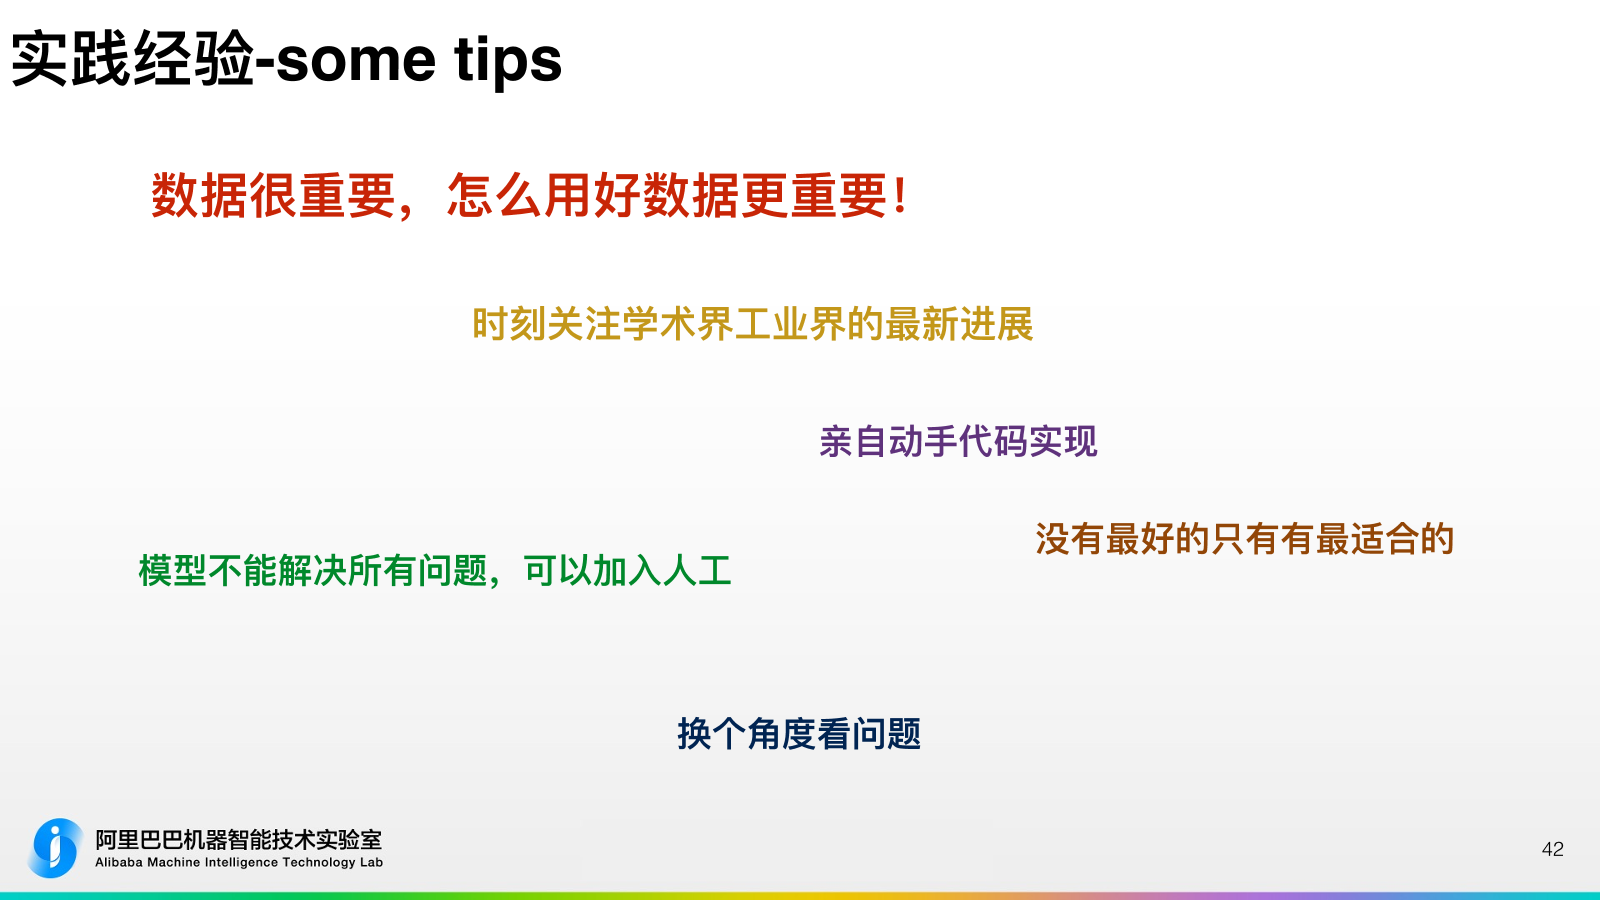 实践经验-some tips
数据很重要，怎么用好数据更重要！
时刻关注学术界工业界的最新进展
亲自动手代码实现
没有最好的只有有最适合的
模型不能解决所有问题，可以加入人工
换个角度看问题
阿里巴巴机器智能技术实验室
Alibaba Machine Intelligence Technology Lab
42